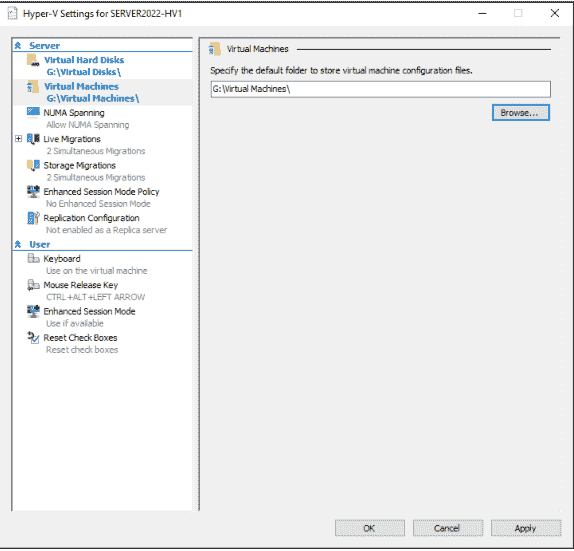 Hyper-V Settings for SERVER2022-HV1
Server
Virtual Hard Disks
G:\Virtual Disks\
Virtual Machines
G:\Virtual Machines\
NUMA Spanning
Allow NUMA Spanning
Live Migrations
2 Simultaneous Migrations
Storage Migrations
2 Simultaneous Migrations
Enhanced Session Mode Policy
No Enhanced Session Mode
Replication Configuration
Not enabled as a Replica server
User
Keyboard
Use on the virtual machine
Mouse Release Key
CTRL+ALT+LEFT ARROW
Enhanced Session Mode
Use if available
Reset Check Boxes
Reset check boxes
Virtual Machines
Specify the default folder to store virtual machine configuration files.
G:\Virtual Machines\
Browse...
OK
Cancel
Apply